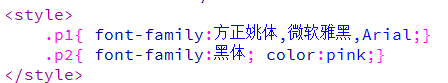 <style>
.p1{ font-family:方正姚体,微软雅黑,Arial;}
.p2{ font-family:黑体; color:pink;}
</style>